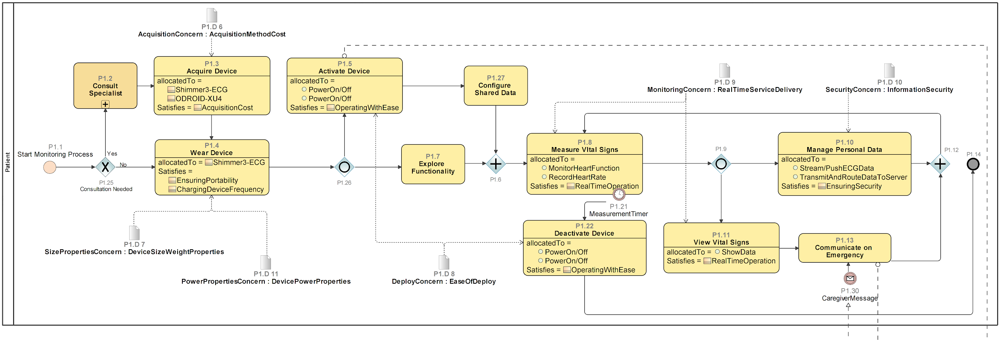 Patient
P1.D 6
AcquisitionConcern : AcquisitionMethodCost
P1.1
Start Monitoring Process
P1.2
Consult
Specialist
Yes
No
P1.25
Consultation Needed
P1.3
Acquire Device
allocatedTo =
Shimmer3-ECG
ODROID-XU4
Satisfies = AcquisitionCost
P1.4
Wear Device
allocatedTo = Shimmer3-ECG
Satisfies =
EnsuringPortability
ChargingDeviceFrequency
P1.D 7
SizePropertiesConcern : DeviceSizeWeightProperties
P1.D 11
PowerPropertiesConcern : DevicePowerProperties
P1.5
Activate Device
allocatedTo =
PowerOn/Off
PowerOn/Off
Satisfies = OperatingWithEase
P1.26
P1.27
Configure
Shared Data
P1.7
Explore
Functionality
P1.6
P1.D 8
DeployConcern : EaseOfDeploy
P1.D 9
MonitoringConcern : RealTimeServiceDelivery
P1.D 10
SecurityConcern : InformationSecurity
P1.8
Measure VItal Signs
allocatedTo =
MonitorHeartFunction
RecordHeartRate
Satisfies = RealTimeOperation
P1.21
MeasurementTimer
P1.22
Deactivate Device
allocatedTo =
PowerOn/Off
PowerOn/Off
Satisfies = OperatingWithEase
P1.9
P1.10
Manage Personal Data
allocatedTo =
Stream/PushECGData
TransmitAndRouteDataToServer
Satisfies = EnsuringSecurity
P1.12
P1.14
P1.11
View Vital Signs
allocatedTo = ShowData
Satisfies = RealTimeOperation
P1.13
Communicate on
Emergency
P1.30
CaregiverMessage